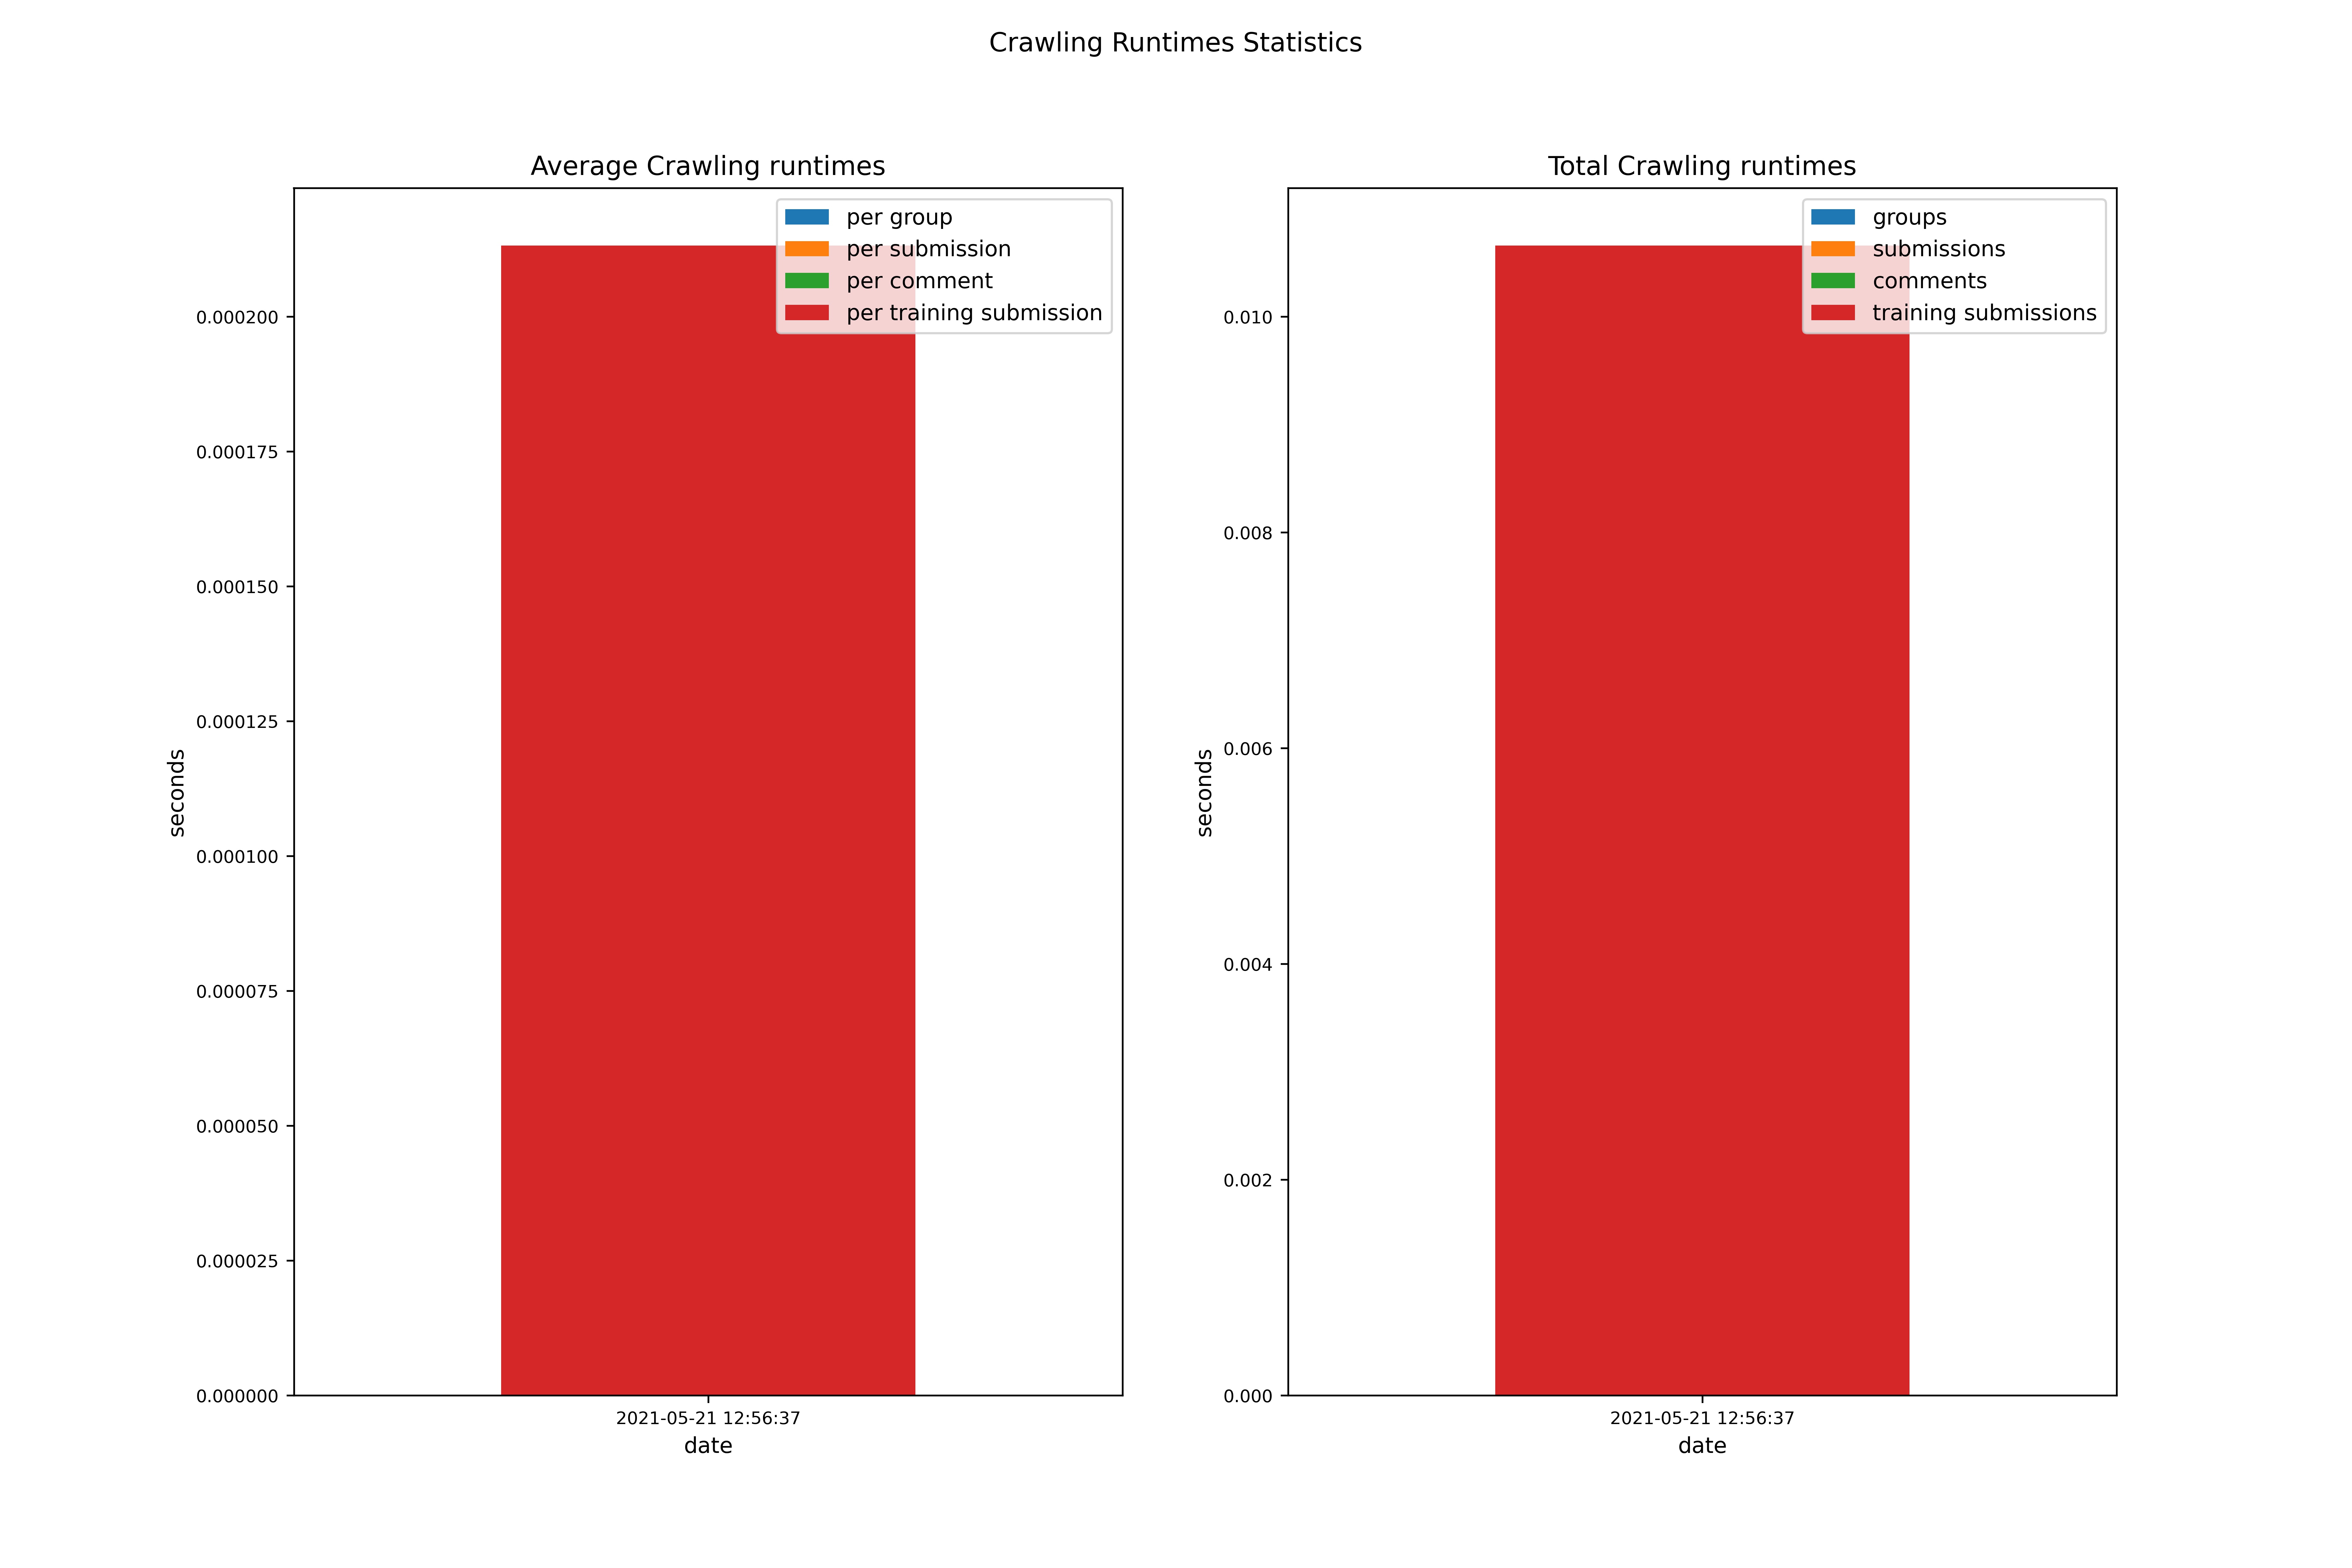 Crawling Runtimes Statistics
Average Crawling runtimes
per group
per submission
per comment
per training submission
0.000200
0.000175
0.000150
0.000125
0.000100
0.000075
0.000050
0.000025
0.000000
seconds
2021-05-21 12:56:37
date
Total Crawling runtimes
groups
submissions
comments
training submissions
0.010
0.008
0.006
0.004
0.002
0.000
seconds
2021-05-21 12:56:37
date